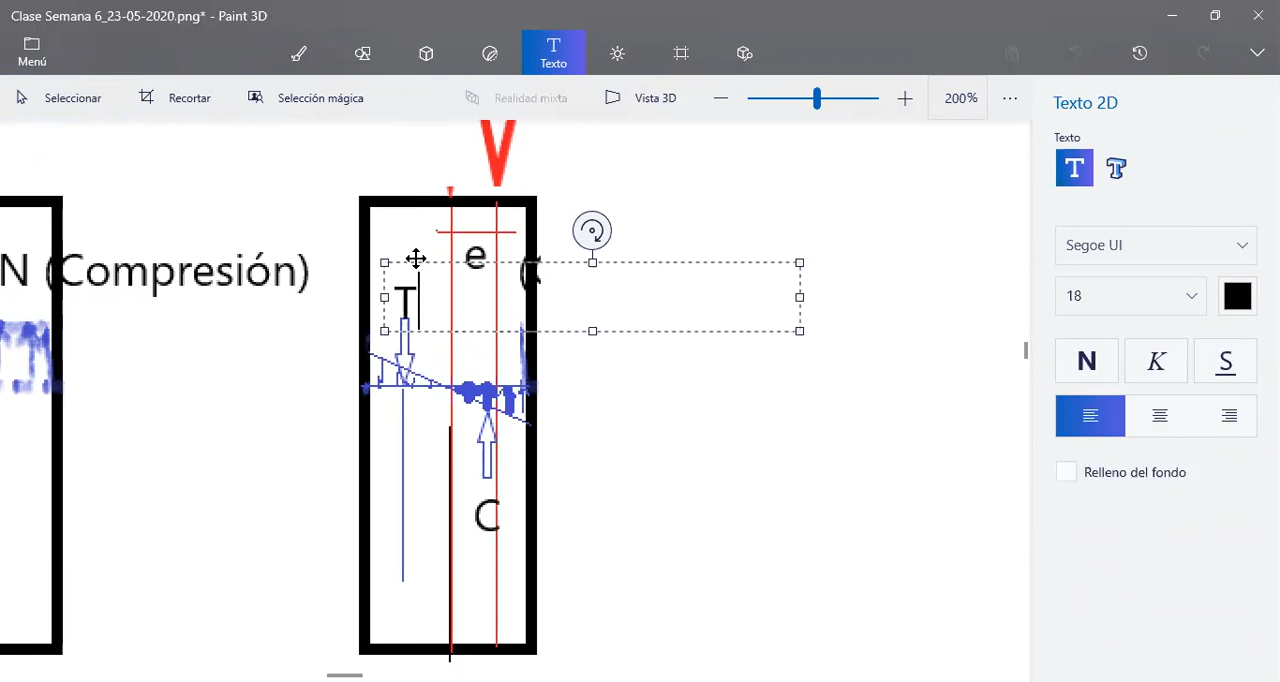 Clase Semana 6_23-05-2020.png* - Paint 3D
Menú
Texto
Seleccionar
Recortar
Selección mágica
Realidad mixta
Vista 3D
200%
Texto 2D
Texto
Segoe UI
18
N K S
Relleno del fondo
N (Compresión)
e
T
C